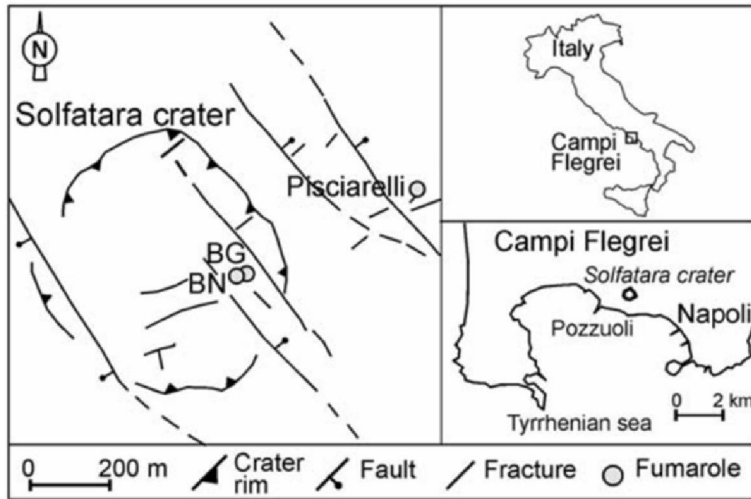 N
Solfatara crater
Pisciarelli
BG
BN
Italy
Campi
Flegrei
Campi Flegrei
Solfatara crater
Napoli
Pozzuoli
Tyrrhenian sea
0 2 km
0 200 m
Crater
rim
Fault
Fracture
Fumarole